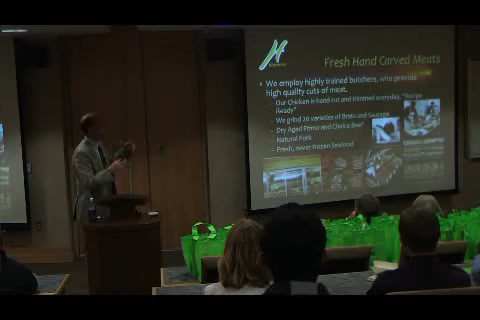 H
Fresh Hand Carved Meats
We employ highly trained butchers, who provide
high quality cuts of meat.
Our Chicken is hand cut and trimmed everyday, "Recipe
Ready"
We grind 20 varieties of Brats and Sausage
Dry Aged Prime and Choice Beef
Natural Pork
Fresh, never frozen Seafood